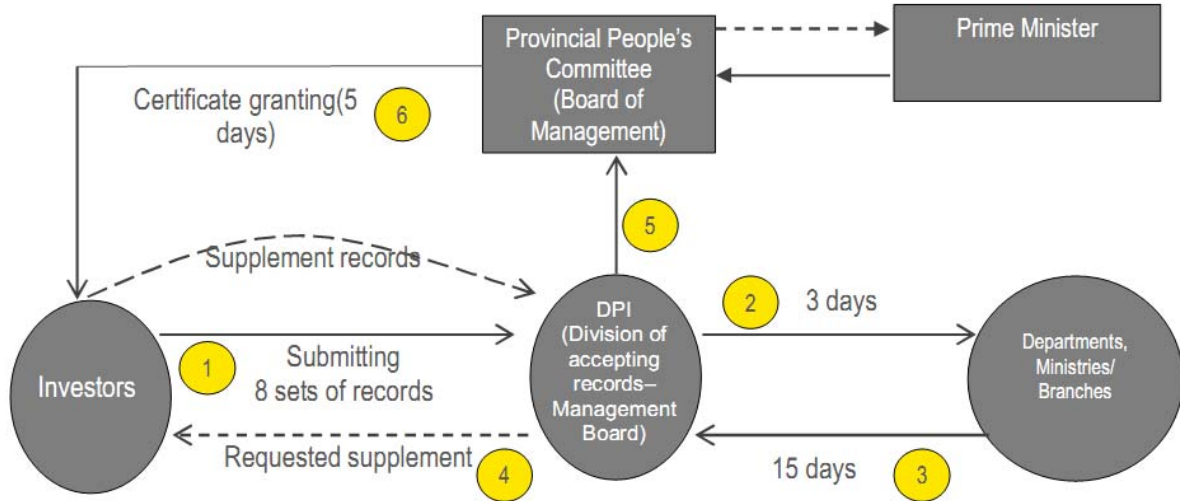 Provincial People's
Committee
(Board of
Management)
Prime Minister
Certificate granting(5
days)
6
5
Supplement records
Investors
1
Submitting
8 sets of records
DPI
(Division of
accepting
records–
Management
Board)
2
3 days
Departments,
Ministries/
Branches
Requested supplement
4
15 days
3